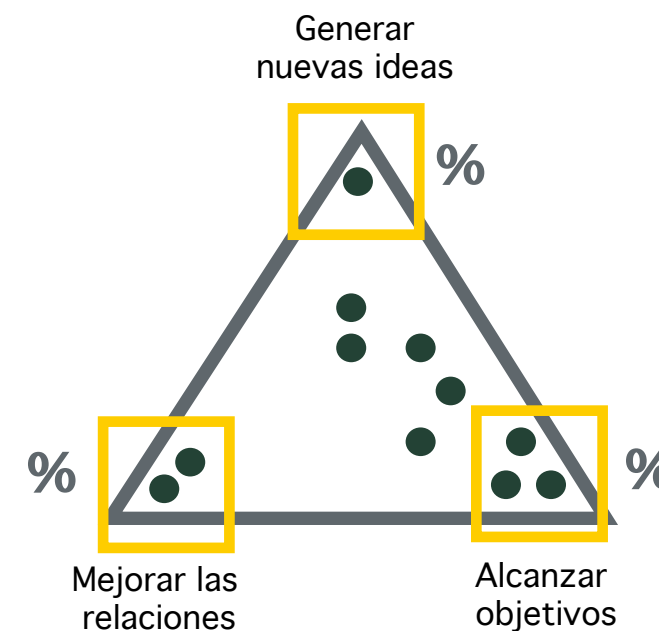 Generar
nuevas ideas
%
%
%
Mejorar las
relaciones
Alcanzar
objetivos